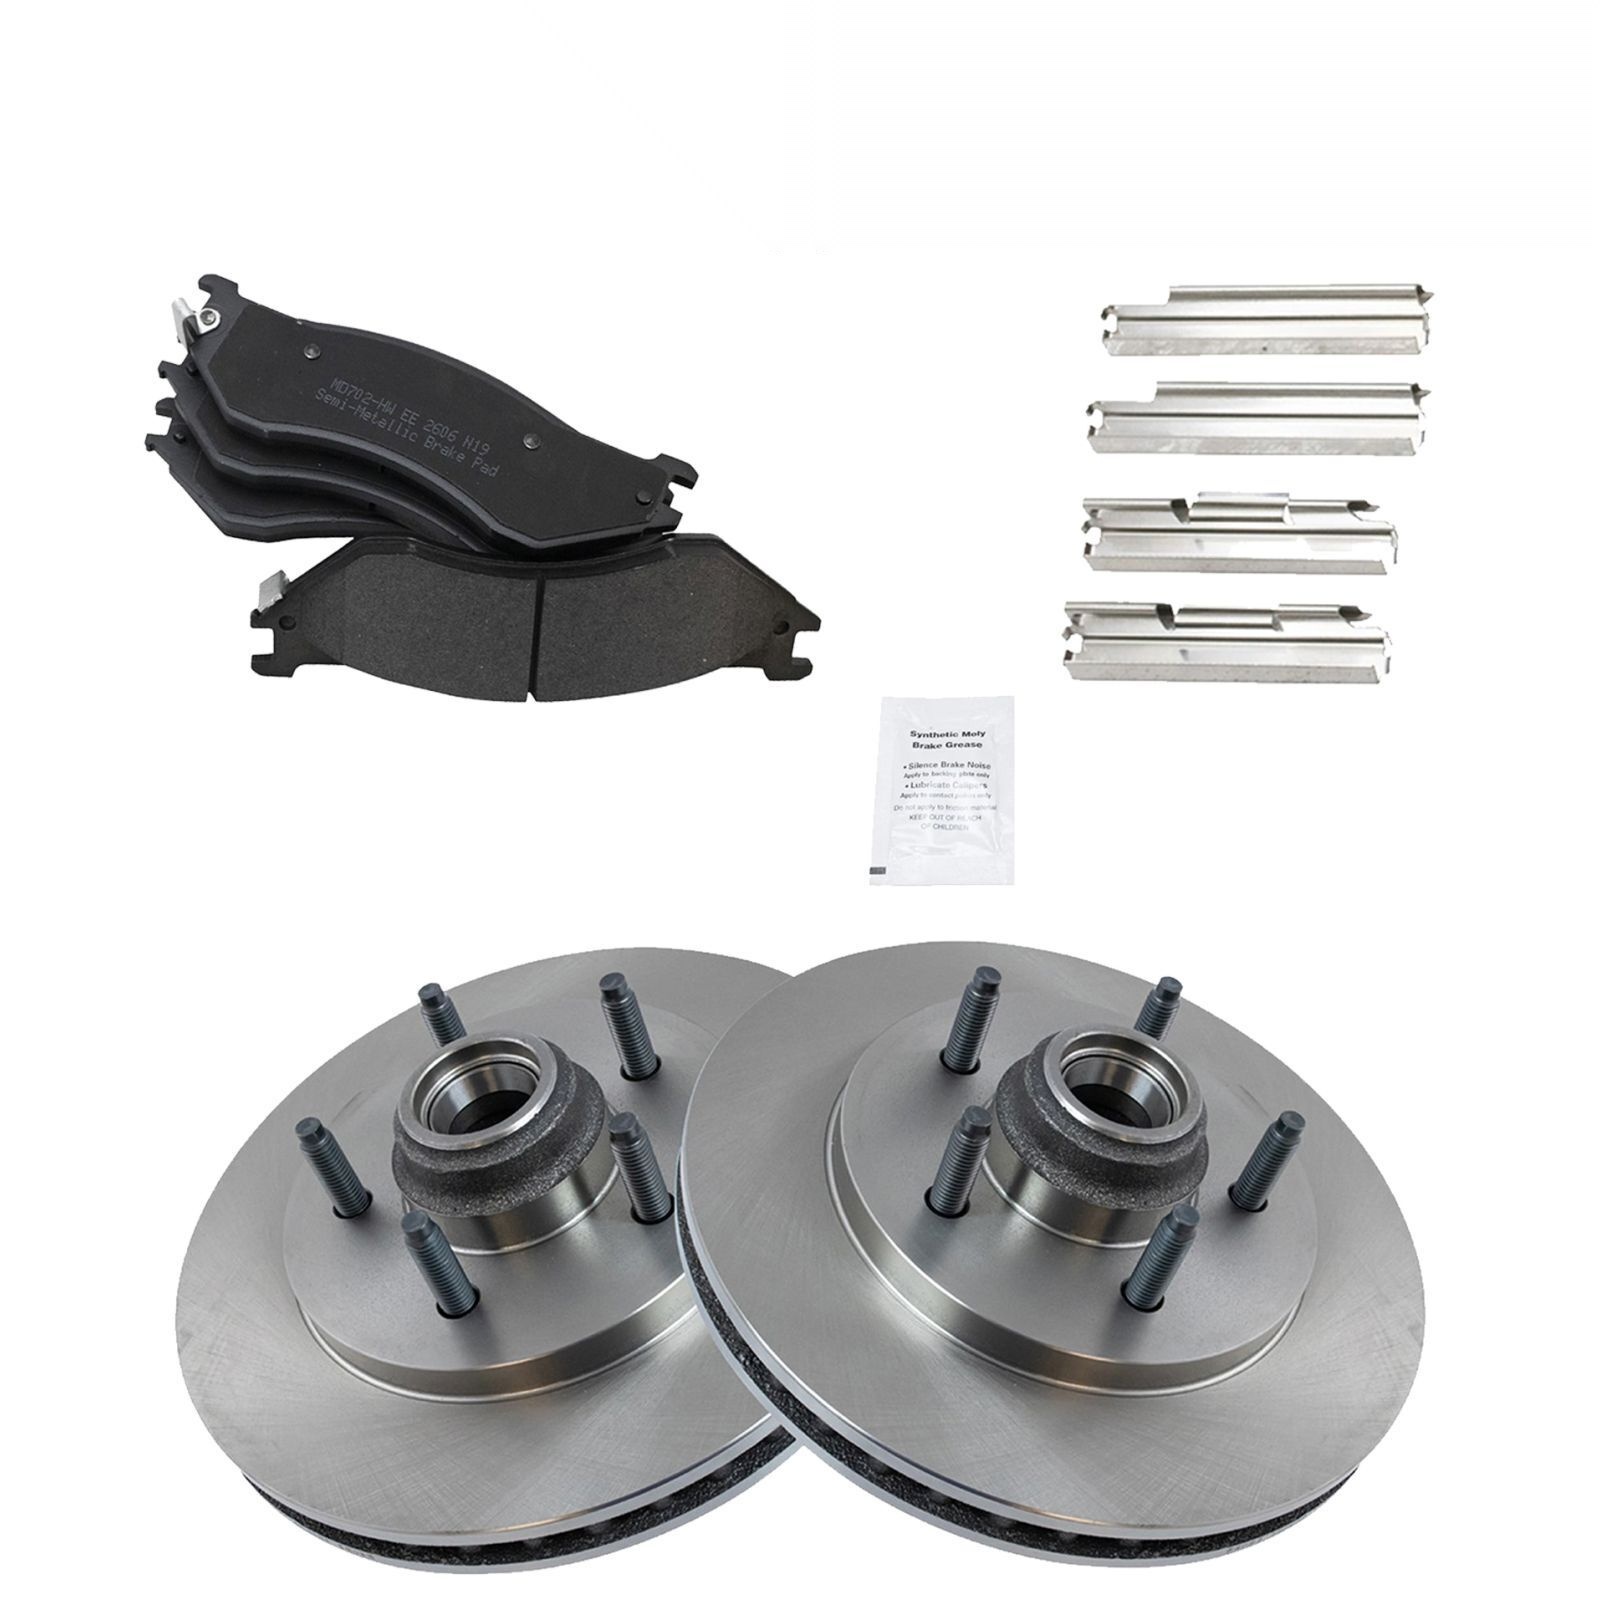 MD702-HW EE 2606 N19
Semi-Metallic Brake Pad
Synthetic Moly
Brake Grease
• Silence Brake Noise
Apply to backing plate only
• Lubricate Calipers
Apply to contact points only
Do not apply to friction material
KEEP OUT OF REACH
OF CHILDREN